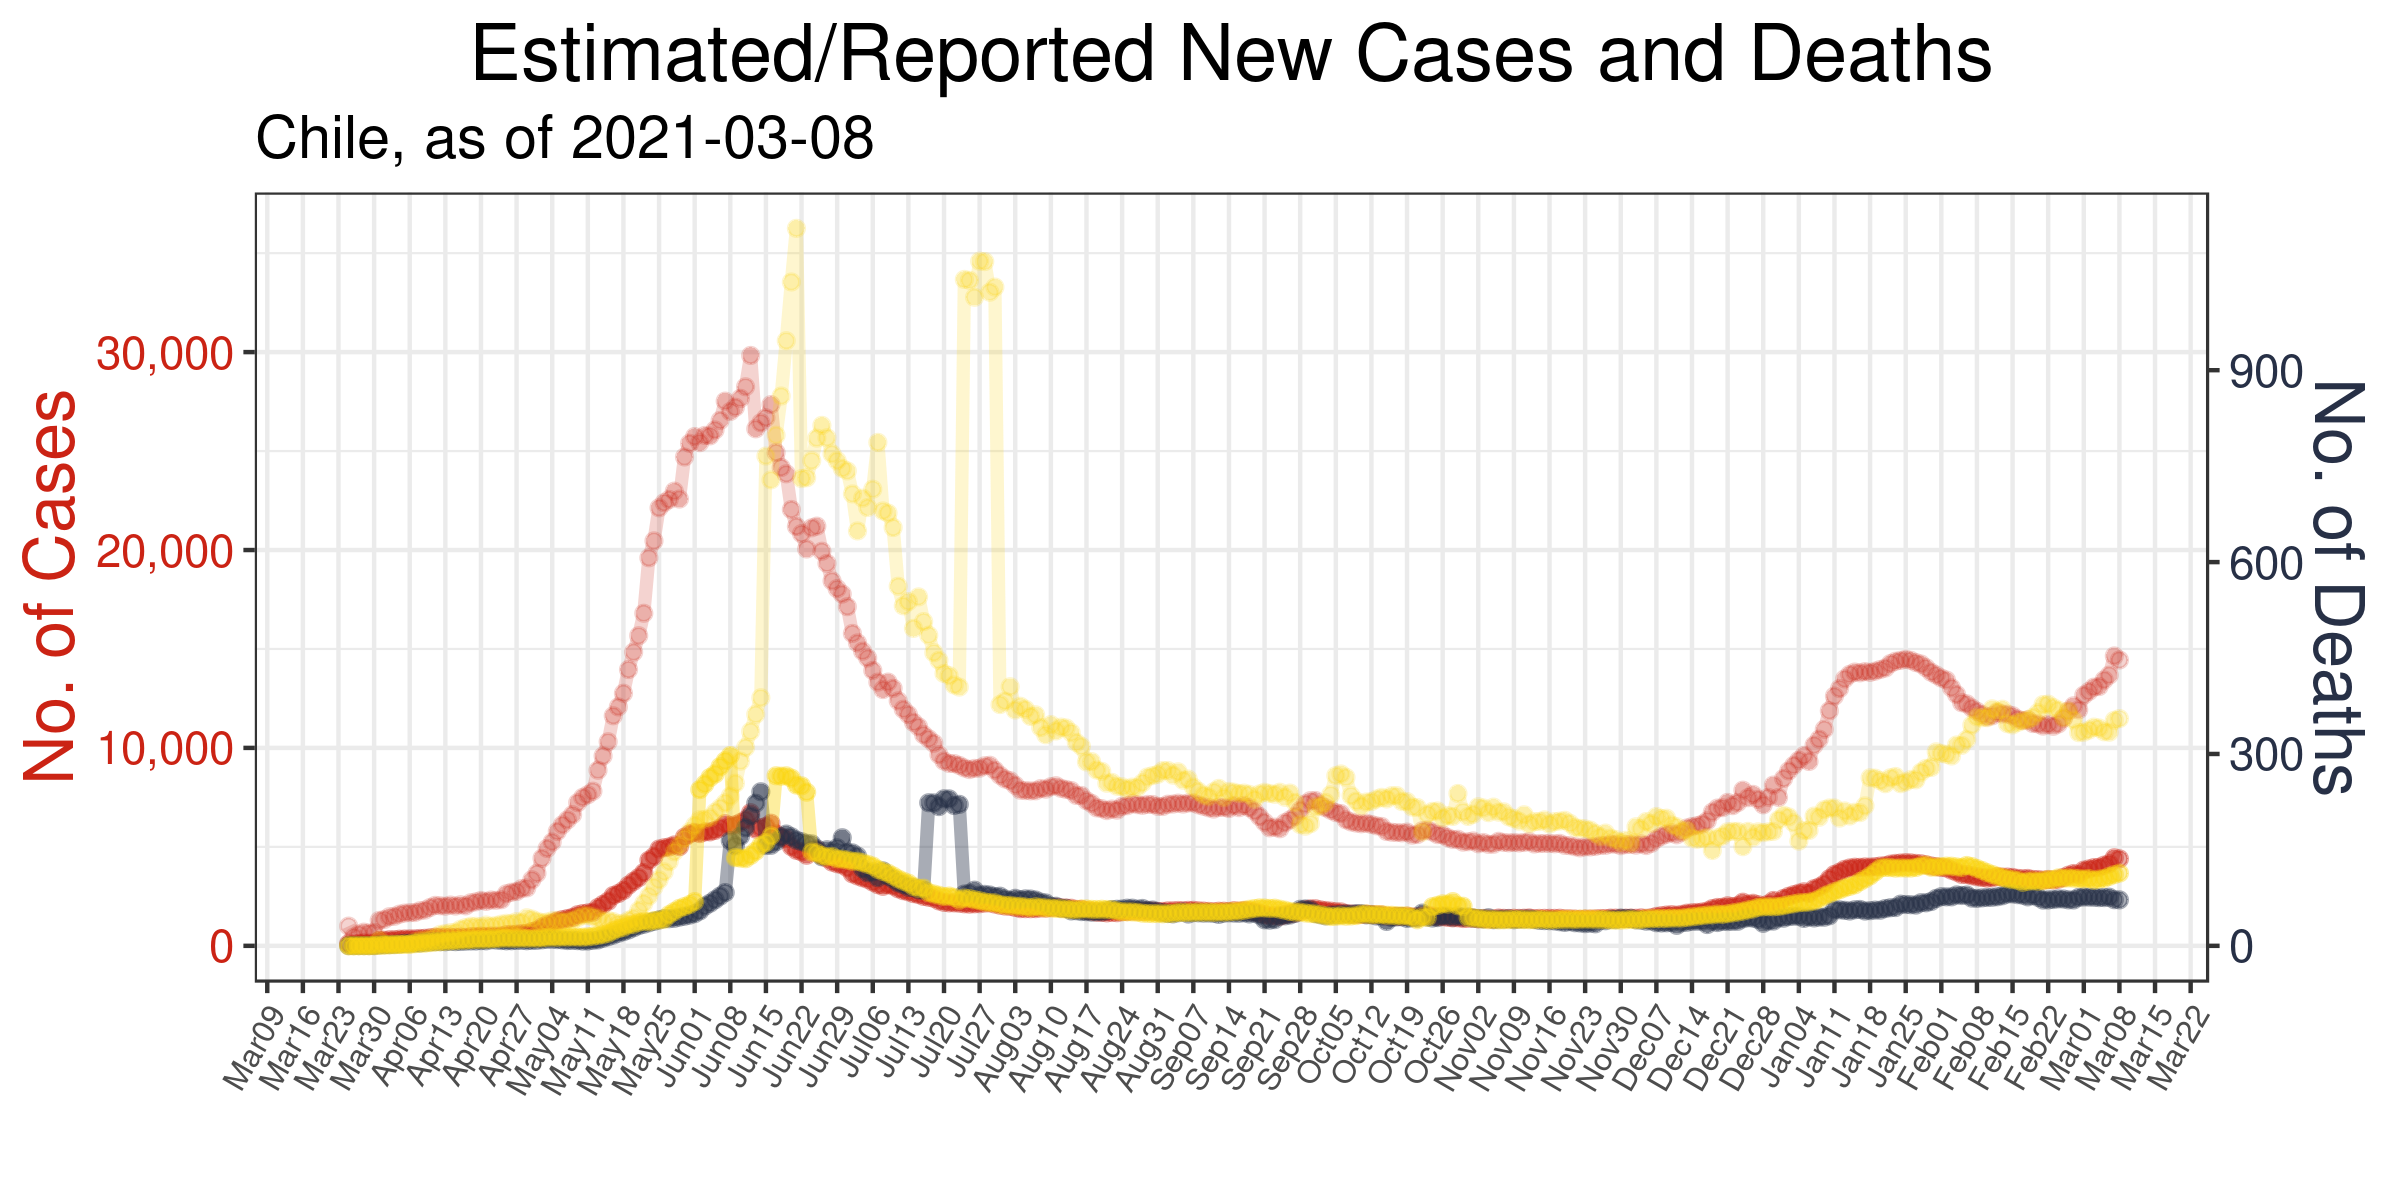 Estimated/Reported New Cases and Deaths
Chile, as of 2021-03-08
No. of Cases
30,000
20,000
10,000
0
900
600
300
0
No. of Deaths
Mar09
Mar16
Mar23
Mar30
Apr06
Apr13
Apr20
Apr27
May04
May11
May18
May25
Jun01
Jun08
Jun15
Jun22
Jun29
Jul06
Jul13
Jul20
Jul27
Aug03
Aug10
Aug17
Aug24
Aug31
Sep07
Sep14
Sep21
Sep28
Oct05
Oct12
Oct19
Oct26
Nov02
Nov09
Nov16
Nov23
Nov30
Dec07
Dec14
Dec21
Dec28
Jan04
Jan11
Jan18
Jan25
Feb01
Feb08
Feb15
Feb22
Mar01
Mar08
Mar15
Mar22